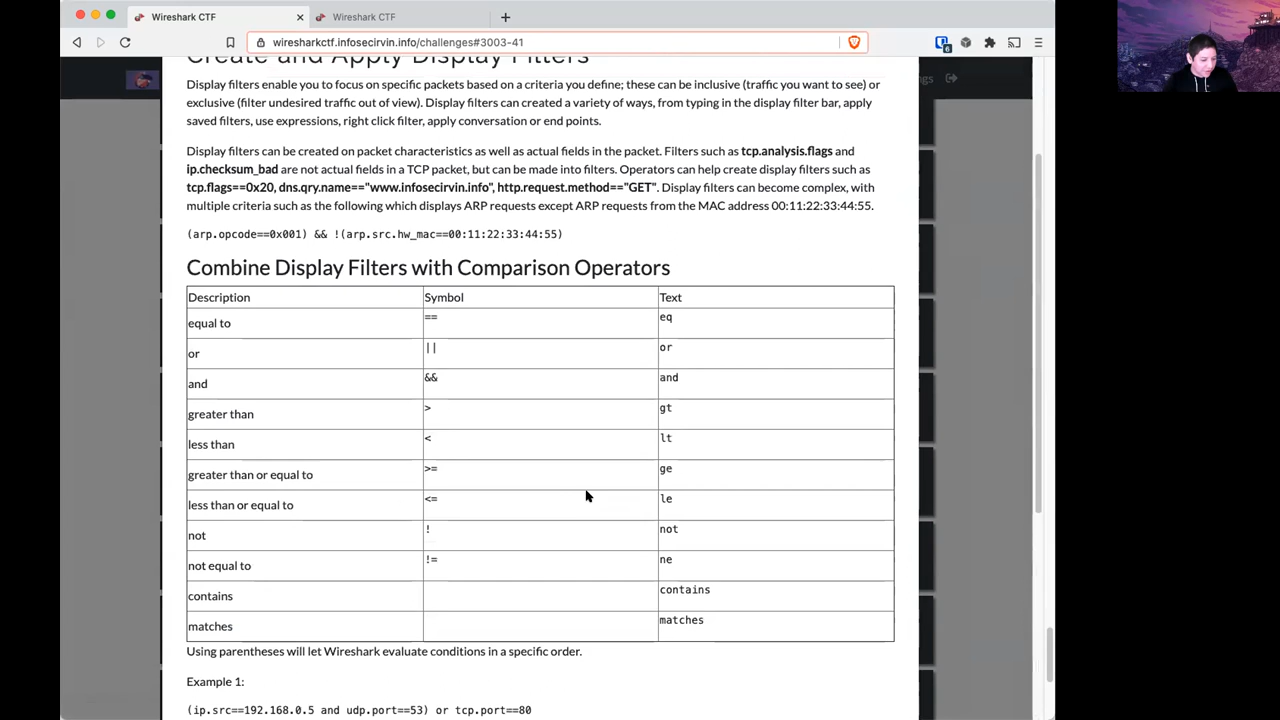 Wireshark CTF
Wireshark CTF
wiresharkctf.infosecirvin.info/challenges#3003-41
6
Create and Apply Display Filters
Display filters enable you to focus on specific packets based on a criteria you define; these can be inclusive (traffic you want to see) or
exclusive (filter undesired traffic out of view). Display filters can created a variety of ways, from typing in the display filter bar, apply
saved filters, use expressions, right click filter, apply conversation or end points.
Display filters can be created on packet characteristics as well as actual fields in the packet. Filters such as tcp.analysis.flags and
ip.checksum_bad are not actual fields in a TCP packet, but can be made into filters. Operators can help create display filters such as
tcp.flags==0x20, dns.qry.name=="www.infosecirvin.info", http.request.method=="GET". Display filters can become complex, with
multiple criteria such as the following which displays ARP requests except ARP requests from the MAC address 00:11:22:33:44:55.
(arp.opcode==0x001) && !(arp.src.hw_mac==00:11:22:33:44:55)
Combine Display Filters with Comparison Operators
Description Symbol Text
equal to == eq
or || or
and && and
greater than > gt
less than < lt
greater than or equal to >= ge
less than or equal to <= le
not ! not
not equal to != ne
contains contains
matches matches
Using parentheses will let Wireshark evaluate conditions in a specific order.
Example 1:
(ip.src==192.168.0.5 and udp.port==53) or tcp.port==80